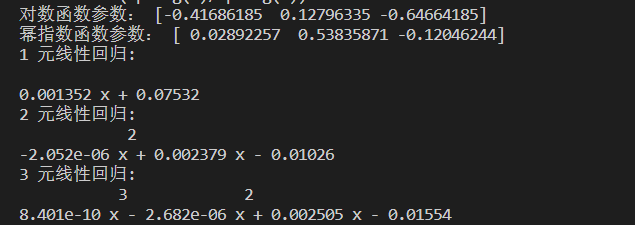 对数函数参数： [-0.41686185  0.12796335 -0.64664185]
幂指数函数参数： [ 0.02892257  0.53835871 -0.12046244]
1 元线性回归:
0.001352 x + 0.07532
2 元线性回归:
2
-2.052e-06 x + 0.002379 x - 0.01026
3 元线性回归:
3             2
8.401e-10 x - 2.682e-06 x + 0.002505 x - 0.01554